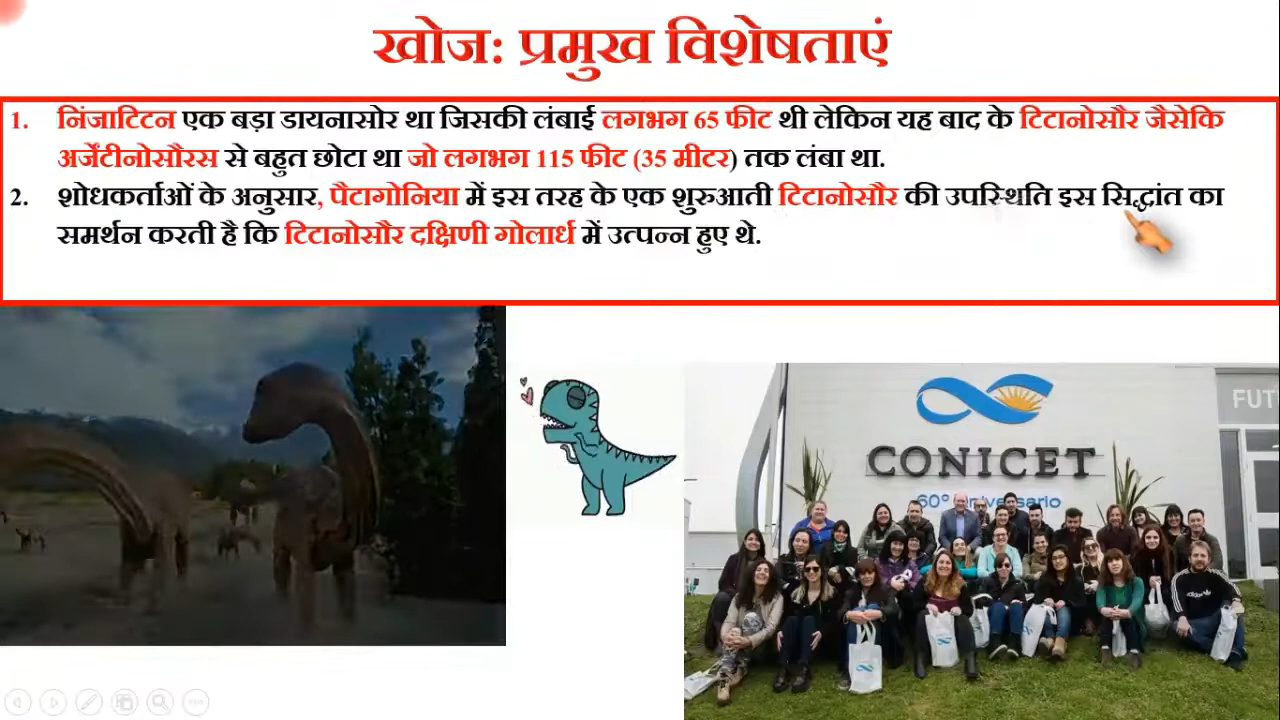 खोज: प्रमुख विशेषताएं
1. निंजाटिटन एक बड़ा डायनासोर था जिसकी लंबाई लगभग 65 फीट थी लेकिन यह बाद के टिटानोसौर जैसेकि
अर्जेंटीनोसौरस से बहुत छोटा था जो लगभग 115 फीट (35 मीटर) तक लंबा था.
2. शोधकर्ताओं के अनुसार, पैटागोनिया में इस तरह के एक शुरुआती टिटानोसौर की उपस्थिति इस सिद्धांत का
समर्थन करती है कि टिटानोसौर दक्षिणी गोलार्ध में उत्पन्न हुए थे.
FUT
CONICET
60º aniversario